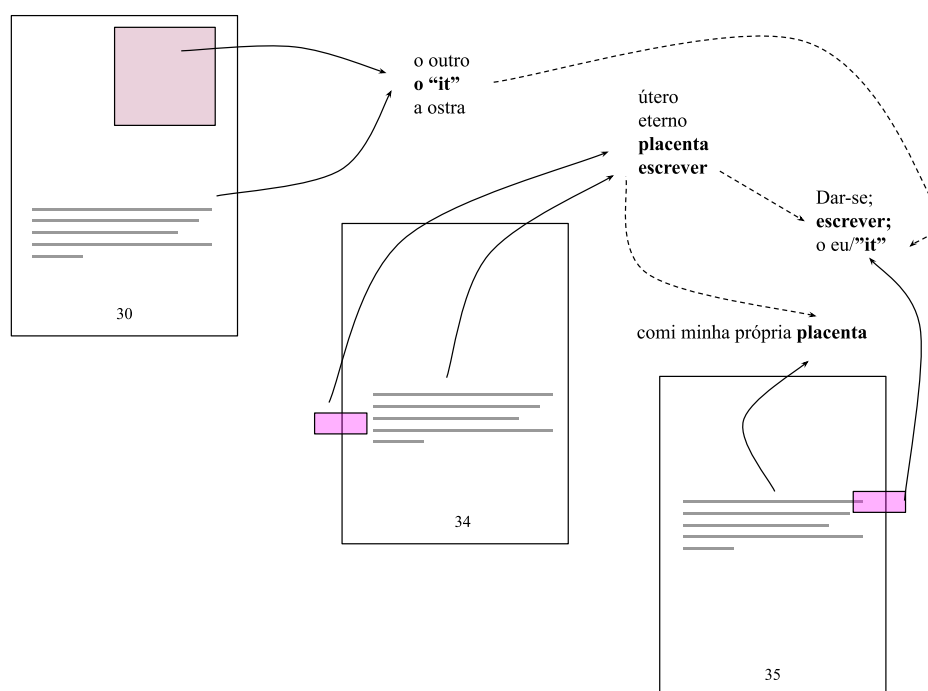 o outro
o “it”
a ostra
útero
eterno
placenta
escrever
Dar-se;
escrever;
o eu/”it”
30
comi minha própria placenta
34
35